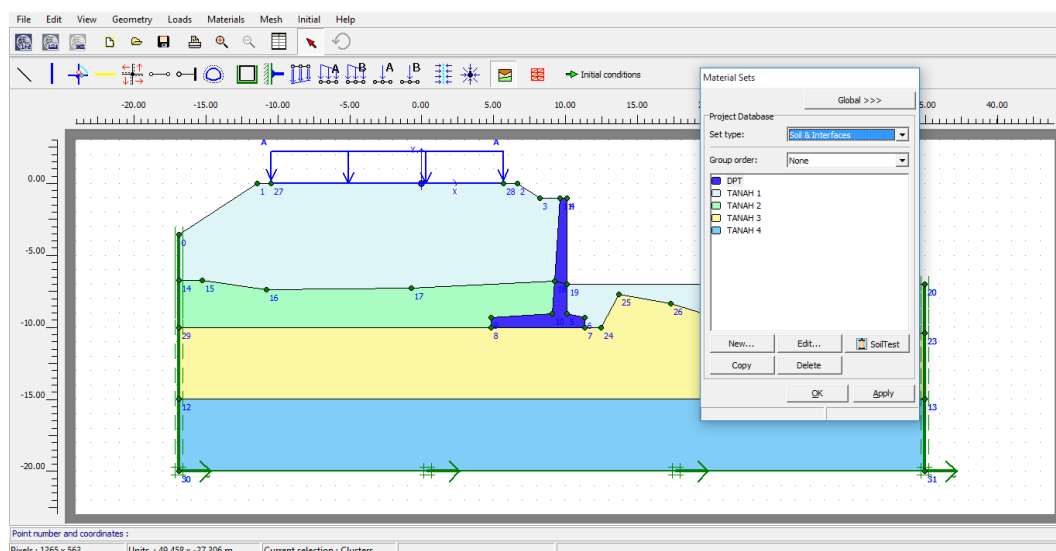 File Edit View Geometry Loads Materials Mesh Initial Help
A B A B Initial conditions
Material Sets
Global >>>
Project Database
Set type: Soil & Interfaces
Group order: None
DPT
TANAH 1
TANAH 2
TANAH 3
TANAH 4
New... Edit... SoilTest
Copy Delete
OK Apply
-20.00 -15.00 -10.00 -5.00 0.00 5.00 10.00 15.00 40.00
A A
Y
0.00
1 27 x 28 2
3
0
-5.00
14 15 16 17 19 20
25 26
-10.00
29 8 7 24 23
-15.00
12 13
-20.00
30 31
Point number and coordinates :
Pixels : 1365 x 563 Units : 49.458 x -27.306 m Current selection : Clusters